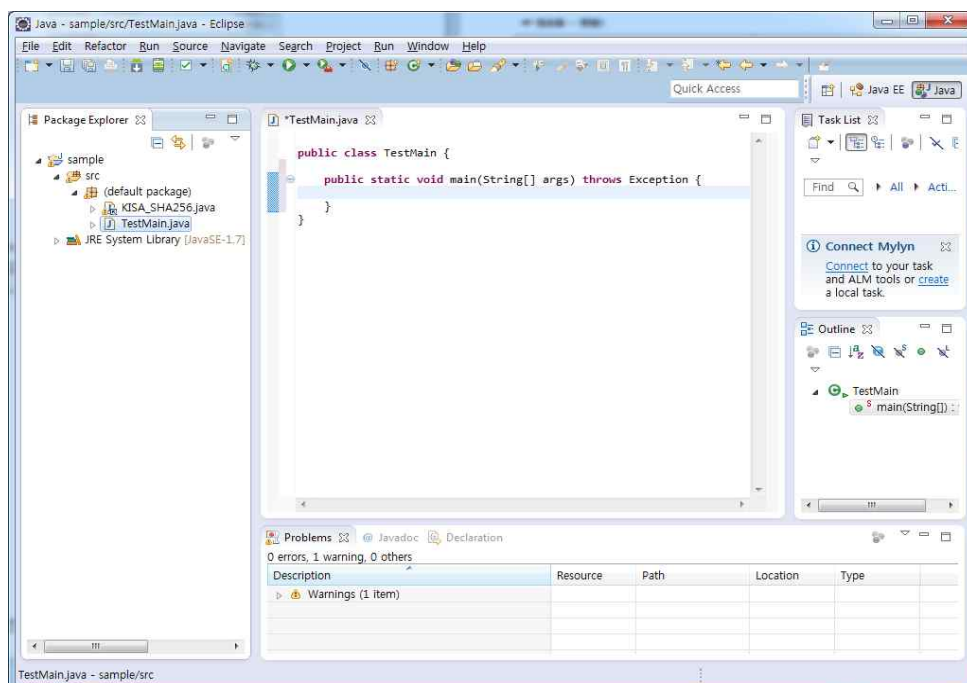 Java - sample/src/TestMain.java - Eclipse
File Edit Refactor Run Source Navigate Search Project Run Window Help
Quick Access
Java EE
Java
Package Explorer
sample
src
(default package)
KISA_SHA256.java
TestMain.java
JRE System Library [JavaSE-1.7]
*TestMain.java
public class TestMain {
public static void main(String[] args) throws Exception {
}
}
Task List
Find
All
Acti...
Connect Mylyn
Connect to your task
and ALM tools or create
a local task.
Outline
TestMain
main(String[]) :
Problems Javadoc Declaration
0 errors, 1 warning, 0 others
Description Resource Path Location Type
Warnings (1 item)
TestMain.java - sample/src